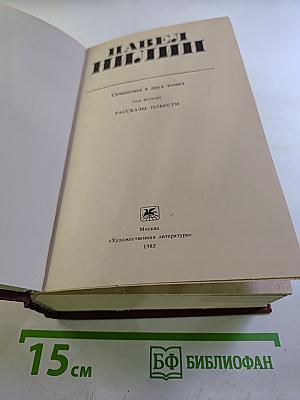 ПАВЕЛ
НИЛИН
Сочинения в двух томах
ТОМ ВТОРОЙ
РАССКАЗЫ. ПОВЕСТИ
Москва
«Художественная литература»
1985
15 см
БФ БИБЛИОФАН